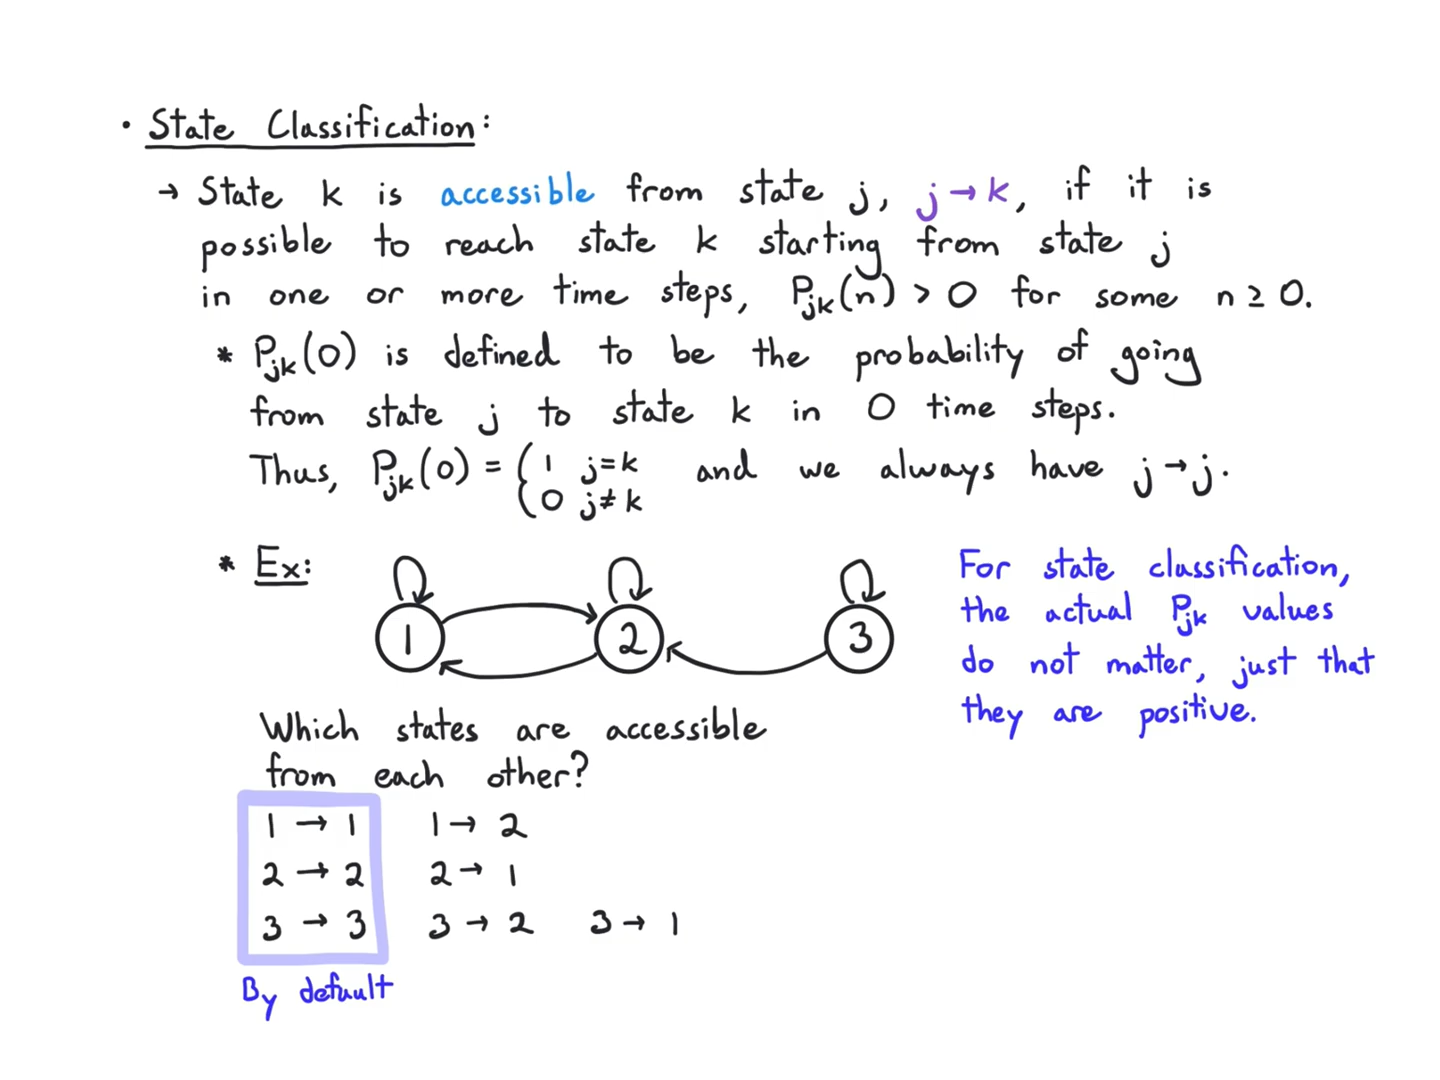 • State Classification:
→ State k is accessible from state j, j → k, if it is
possible to reach state k starting from state j
in one or more time steps, Pjk(n) > 0 for some n ≥ 0.
* Pjk(0) is defined to be the probability of going
from state j to state k in 0 time steps.
Thus, Pjk(0) = { 1 j=k and we always have j → j.
0 j≠k
* Ex:
1 2 3
For state classification,
the actual Pjk values
do not matter, just that
they are positive.
Which states are accessible
from each other?
1 → 1 1 → 2
2 → 2 2 → 1
3 → 3 3 → 2 3 → 1
By default